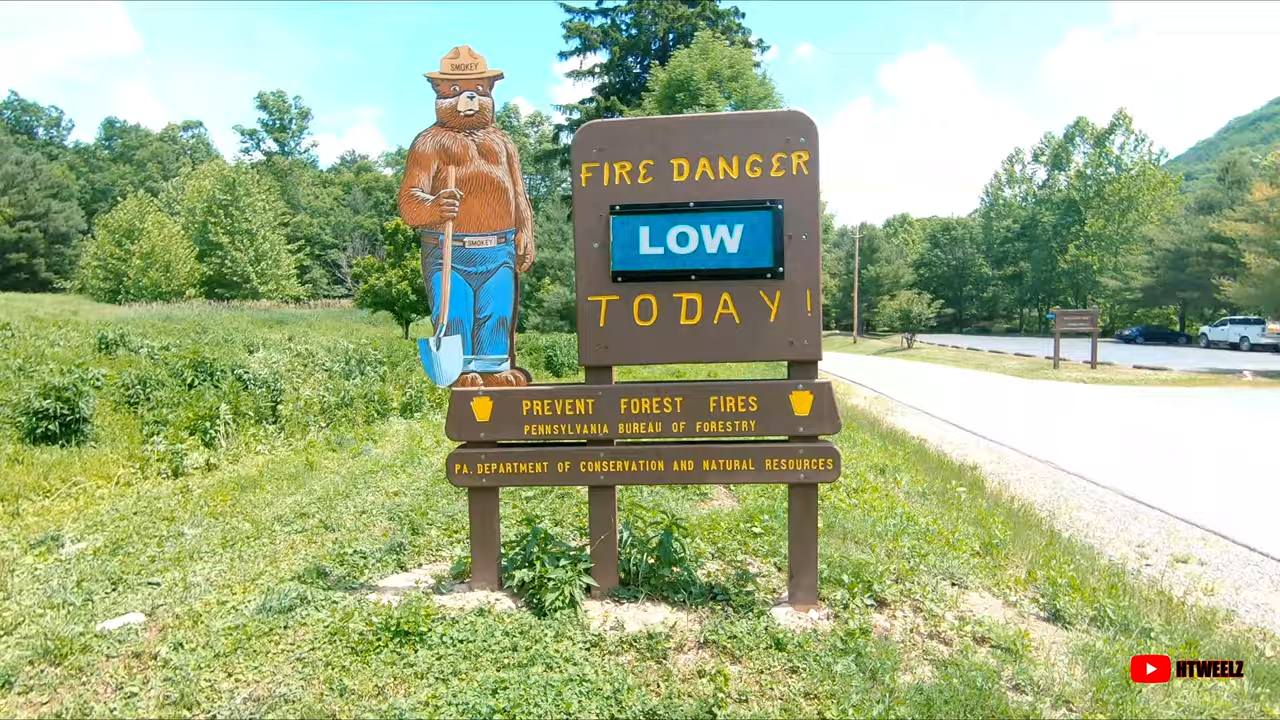 SMOKEY
FIRE DANGER
LOW
SMOKEY
TODAY!
PREVENT FOREST FIRES
PENNSYLVANIA BUREAU OF FORESTRY
PA. DEPARTMENT OF CONSERVATION AND NATURAL RESOURCES
HTWEELZ